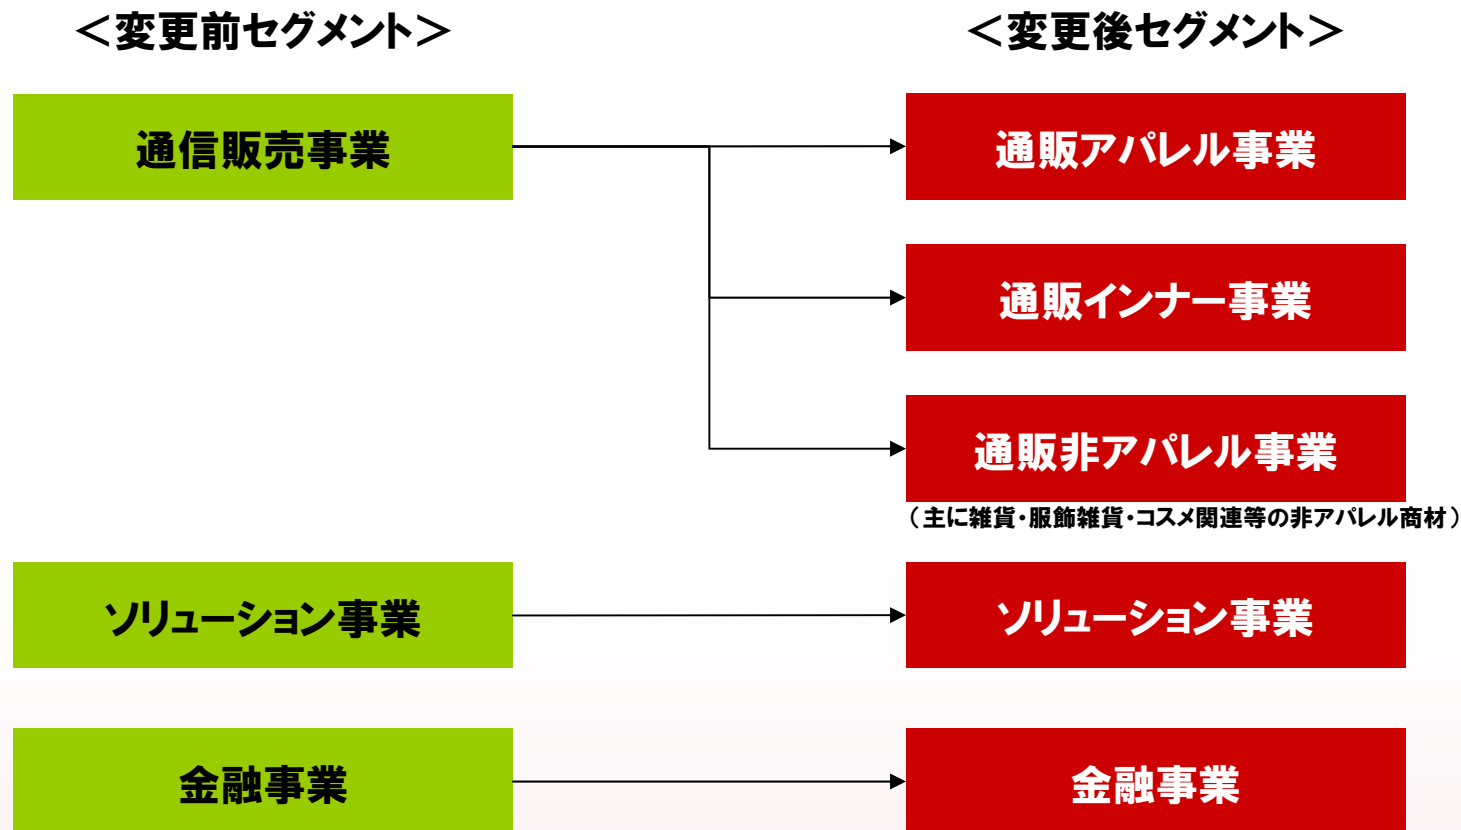 ＜変更前セグメント＞
＜変更後セグメント＞
通信販売事業
通販アパレル事業
通販インナー事業
通販非アパレル事業
（主に雑貨・服飾雑貨・コスメ関連等の非アパレル商材）
ソリューション事業
ソリューション事業
金融事業
金融事業